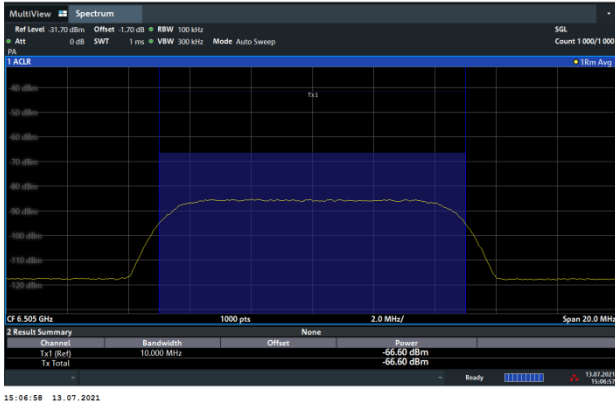 MultiView Spectrum
Ref Level -31.70 dBm Offset -1.70 dB RBW 100 kHz SGL
Att 0 dB SWT 1 ms VBW 300 kHz Mode Auto Sweep Count 1000/1000
PA
1 ACLR 1Rm Avg
-40 dBm
Tx1
-50 dBm
-60 dBm
-70 dBm
-80 dBm
-90 dBm
-100 dBm
-110 dBm
-120 dBm
CF 6.505 GHz 1000 pts 2.0 MHz/ Span 20.0 MHz
2 Result Summary None
Channel Bandwidth Offset Power
Tx1 (Ref) 10.000 MHz -66.60 dBm
Tx Total -66.60 dBm
Ready 13.07.2021
15:06:57
15:06:58 13.07.2021